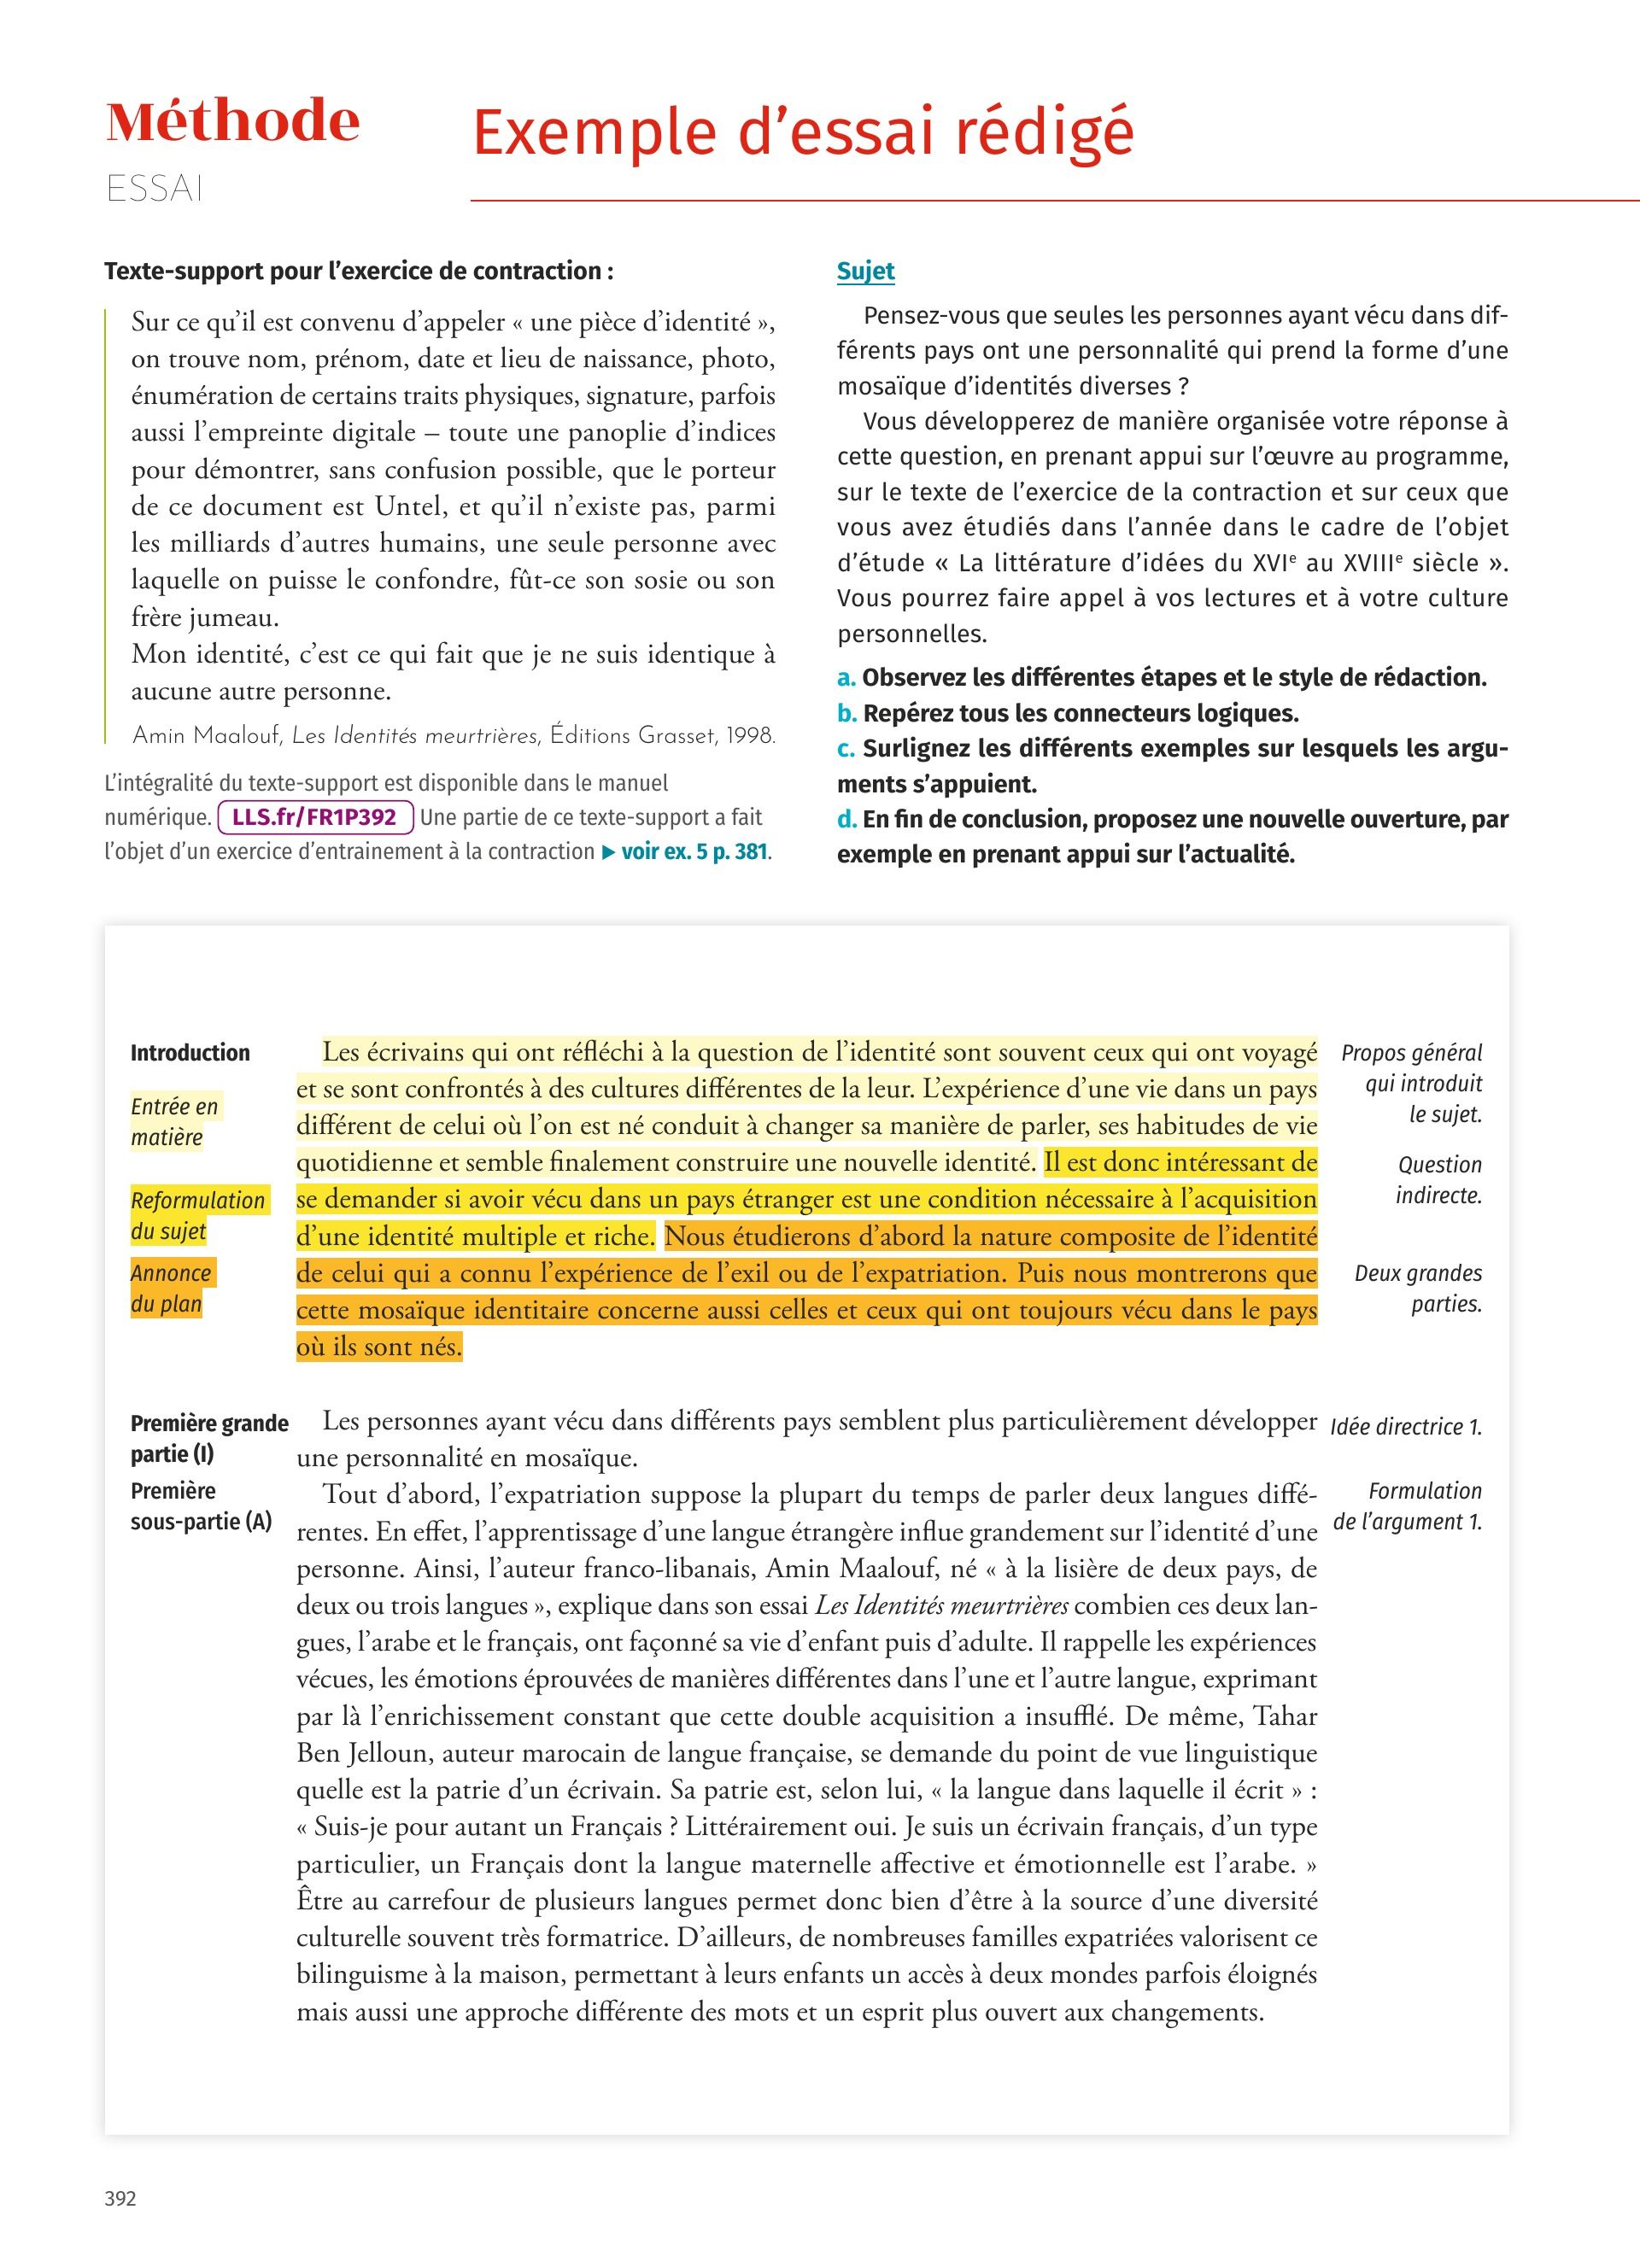 Méthode
ESSAI
Exemple d’essai rédigé
Texte-support pour l’exercice de contraction :
Sur ce qu’il est convenu d’appeler « une pièce d’identité »,
on trouve nom, prénom, date et lieu de naissance, photo,
énumération de certains traits physiques, signature, parfois
aussi l’empreinte digitale – toute une panoplie d’indices
pour démontrer, sans confusion possible, que le porteur
de ce document est Untel, et qu’il n’existe pas, parmi
les milliards d’autres humains, une seule personne avec
laquelle on puisse le confondre, fût-ce son sosie ou son
frère jumeau.
Mon identité, c’est ce qui fait que je ne suis identique à
aucune autre personne.
Amin Maalouf, Les Identités meurtrières, Éditions Grasset, 1998.
L’intégralité du texte-support est disponible dans le manuel
numérique. LLS.fr/FR1P392 Une partie de ce texte-support a fait
l’objet d’un exercice d’entrainement à la contraction ▶ voir ex. 5 p. 381.
Sujet
Pensez-vous que seules les personnes ayant vécu dans dif-
férents pays ont une personnalité qui prend la forme d’une
mosaïque d’identités diverses ?
Vous développerez de manière organisée votre réponse à
cette question, en prenant appui sur l’œuvre au programme,
sur le texte de l’exercice de la contraction et sur ceux que
vous avez étudiés dans l’année dans le cadre de l’objet
d’étude « La littérature d’idées du XVIe au XVIIIe siècle ».
Vous pourrez faire appel à vos lectures et à votre culture
personnelles.
a. Observez les différentes étapes et le style de rédaction.
b. Repérez tous les connecteurs logiques.
c. Surlignez les différents exemples sur lesquels les argu-
ments s’appuient.
d. En fin de conclusion, proposez une nouvelle ouverture, par
exemple en prenant appui sur l’actualité.
Introduction
Entrée en
matière
Reformulation
du sujet
Annonce
du plan
Les écrivains qui ont réfléchi à la question de l’identité sont souvent ceux qui ont voyagé
et se sont confrontés à des cultures différentes de la leur. L’expérience d’une vie dans un pays
différent de celui où l’on est né conduit à changer sa manière de parler, ses habitudes de vie
quotidienne et semble finalement construire une nouvelle identité. Il est donc intéressant de
se demander si avoir vécu dans un pays étranger est une condition nécessaire à l’acquisition
d’une identité multiple et riche. Nous étudierons d’abord la nature composite de l’identité
de celui qui a connu l’expérience de l’exil ou de l’expatriation. Puis nous montrerons que
cette mosaïque identitaire concerne aussi celles et ceux qui ont toujours vécu dans le pays
où ils sont nés.
Propos général
qui introduit
le sujet.
Question
indirecte.
Deux grandes
parties.
Première grande
partie (I)
Première
sous-partie (A)
Les personnes ayant vécu dans différents pays semblent plus particulièrement développer
une personnalité en mosaïque.
Tout d’abord, l’expatriation suppose la plupart du temps de parler deux langues diffé-
rentes. En effet, l’apprentissage d’une langue étrangère influe grandement sur l’identité d’une
personne. Ainsi, l’auteur franco-libanais, Amin Maalouf, né « à la lisière de deux pays, de
deux ou trois langues », explique dans son essai Les Identités meurtrières combien ces deux lan-
gues, l’arabe et le français, ont façonné sa vie d’enfant puis d’adulte. Il rappelle les expériences
vécues, les émotions éprouvées de manières différentes dans l’une et l’autre langue, exprimant
par là l’enrichissement constant que cette double acquisition a insufflé. De même, Tahar
Ben Jelloun, auteur marocain de langue française, se demande du point de vue linguistique
quelle est la patrie d’un écrivain. Sa patrie est, selon lui, « la langue dans laquelle il écrit » :
« Suis-je pour autant un Français ? Littérairement oui. Je suis un écrivain français, d’un type
particulier, un Français dont la langue maternelle affective et émotionnelle est l’arabe. »
Être au carrefour de plusieurs langues permet donc bien d’être à la source d’une diversité
culturelle souvent très formatrice. D’ailleurs, de nombreuses familles expatriées valorisent ce
bilinguisme à la maison, permettant à leurs enfants un accès à deux mondes parfois éloignés
mais aussi une approche différente des mots et un esprit plus ouvert aux changements.
Idée directrice 1.
Formulation
de l’argument 1.
392